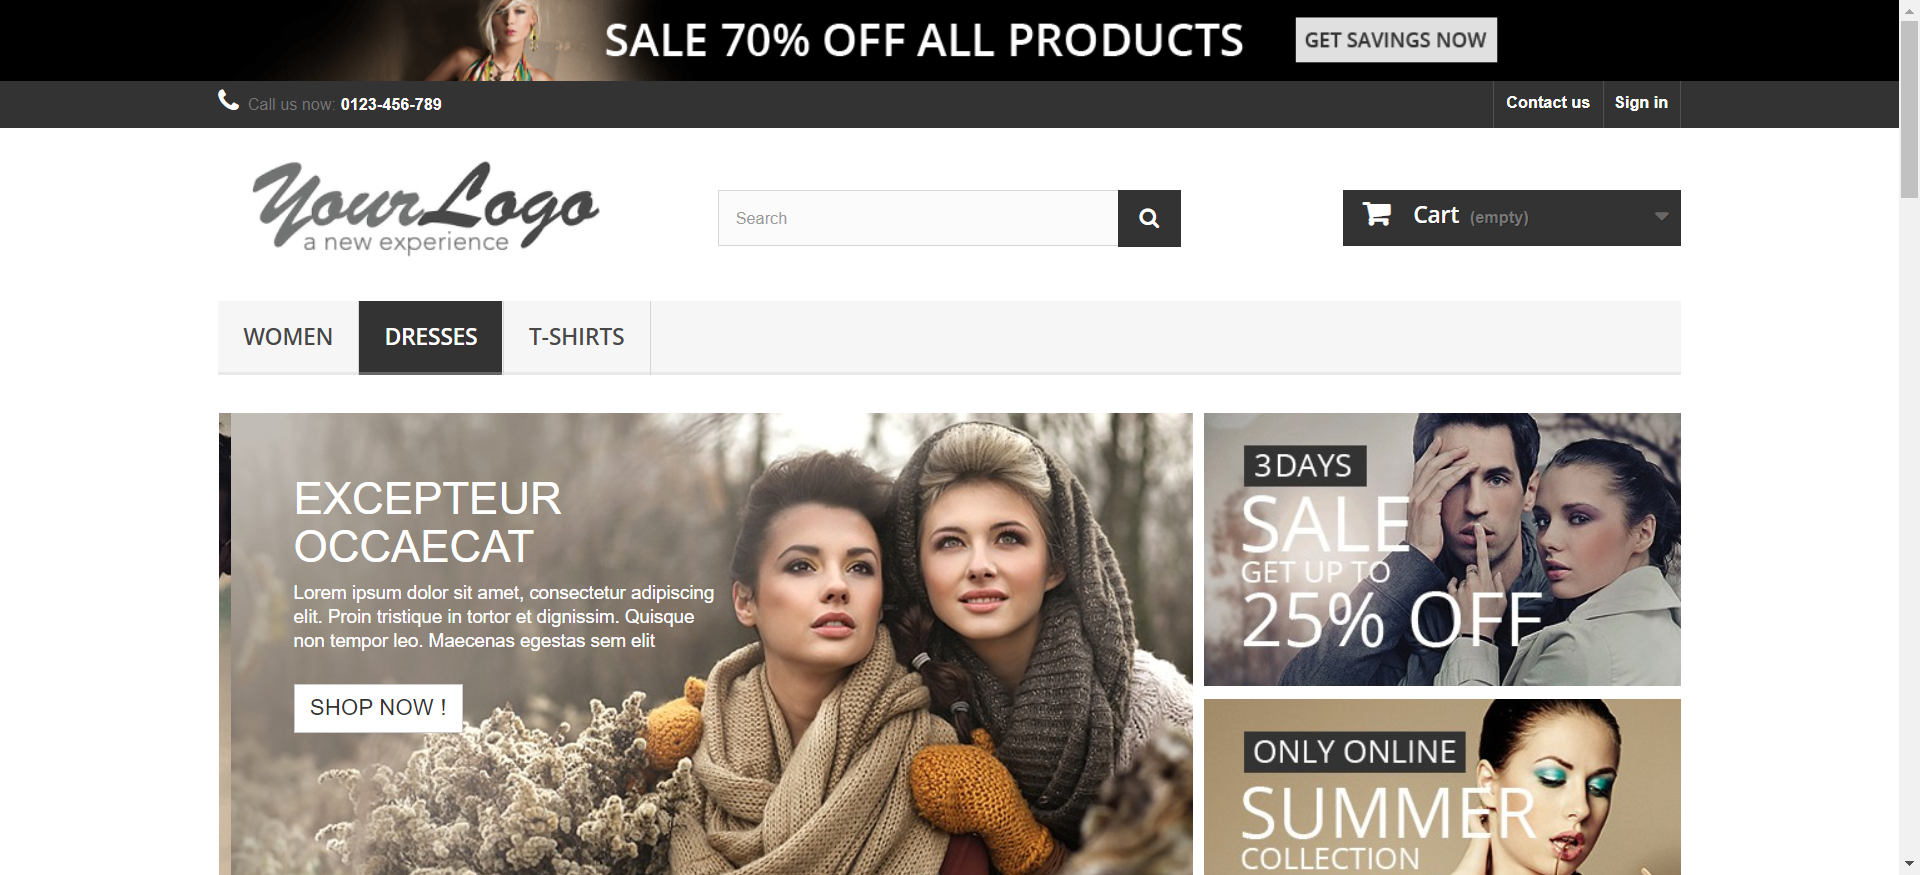 SALE 70% OFF ALL PRODUCTS
GET SAVINGS NOW
Call us now: 0123-456-789
Contact us
Sign in
YourLogo
a new experience
Search
Cart (empty)
WOMEN
DRESSES
T-SHIRTS
EXCEPTEUR
OCCAECAT
Lorem ipsum dolor sit amet, consectetur adipiscing
elit. Proin tristique in tortor et dignissim. Quisque
non tempor leo. Maecenas egestas sem elit
SHOP NOW !
3 DAYS
SALE
GET UP TO
25% OFF
ONLY ONLINE
SUMMER
COLLECTION